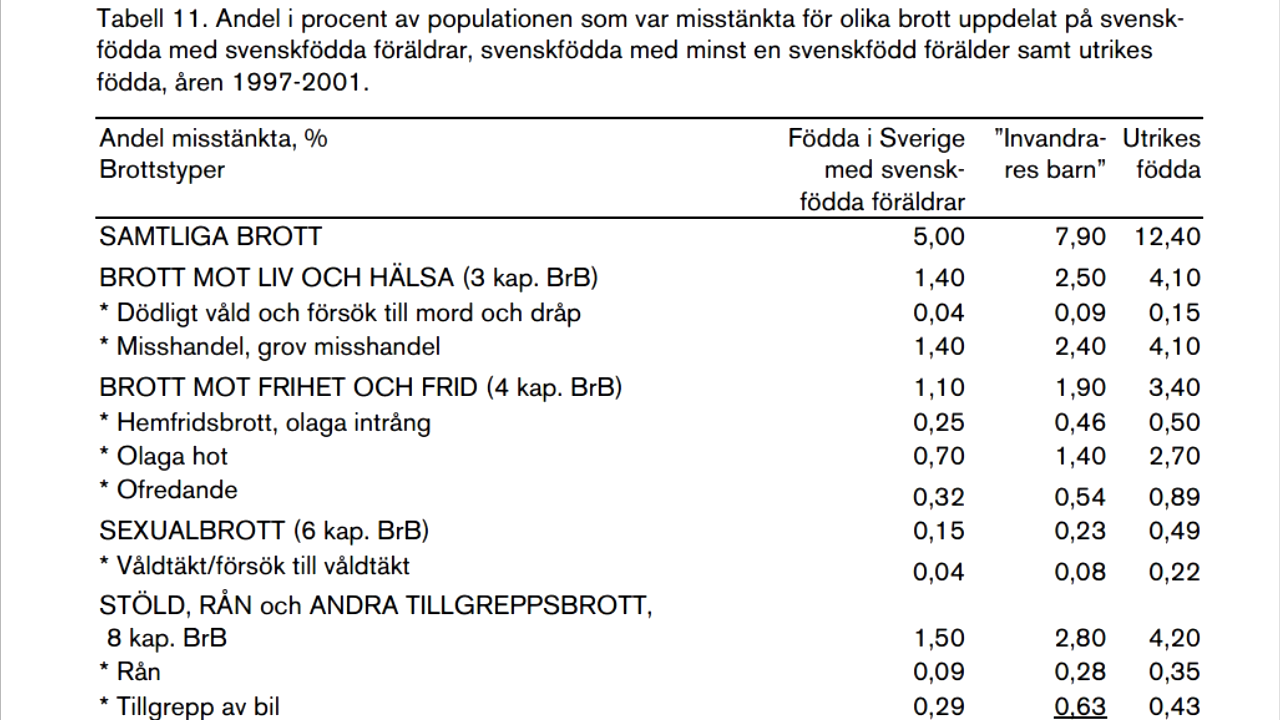 Tabell 11. Andel i procent av populationen som var misstänkta för olika brott uppdelat på svensk-
födda med svenskfödda föräldrar, svenskfödda med minst en svenskfödd förälder samt utrikes
födda, åren 1997-2001.
Andel misstänkta, % Födda i Sverige ”Invandra- Utrikes
Brottstyper med svensk- res barn” födda
födda föräldrar
SAMTLIGA BROTT 5,00 7,90 12,40
BROTT MOT LIV OCH HÄLSA (3 kap. BrB) 1,40 2,50 4,10
* Dödligt våld och försök till mord och dråp 0,04 0,09 0,15
* Misshandel, grov misshandel 1,40 2,40 4,10
BROTT MOT FRIHET OCH FRID (4 kap. BrB) 1,10 1,90 3,40
* Hemfridsbrott, olaga intrång 0,25 0,46 0,50
* Olaga hot 0,70 1,40 2,70
* Ofredande 0,32 0,54 0,89
SEXUALBROTT (6 kap. BrB) 0,15 0,23 0,49
* Våldtäkt/försök till våldtäkt 0,04 0,08 0,22
STÖLD, RÅN och ANDRA TILLGREPPSBROTT,
8 kap. BrB 1,50 2,80 4,20
* Rån 0,09 0,28 0,35
* Tillgrepp av bil 0,29 0,63 0,43